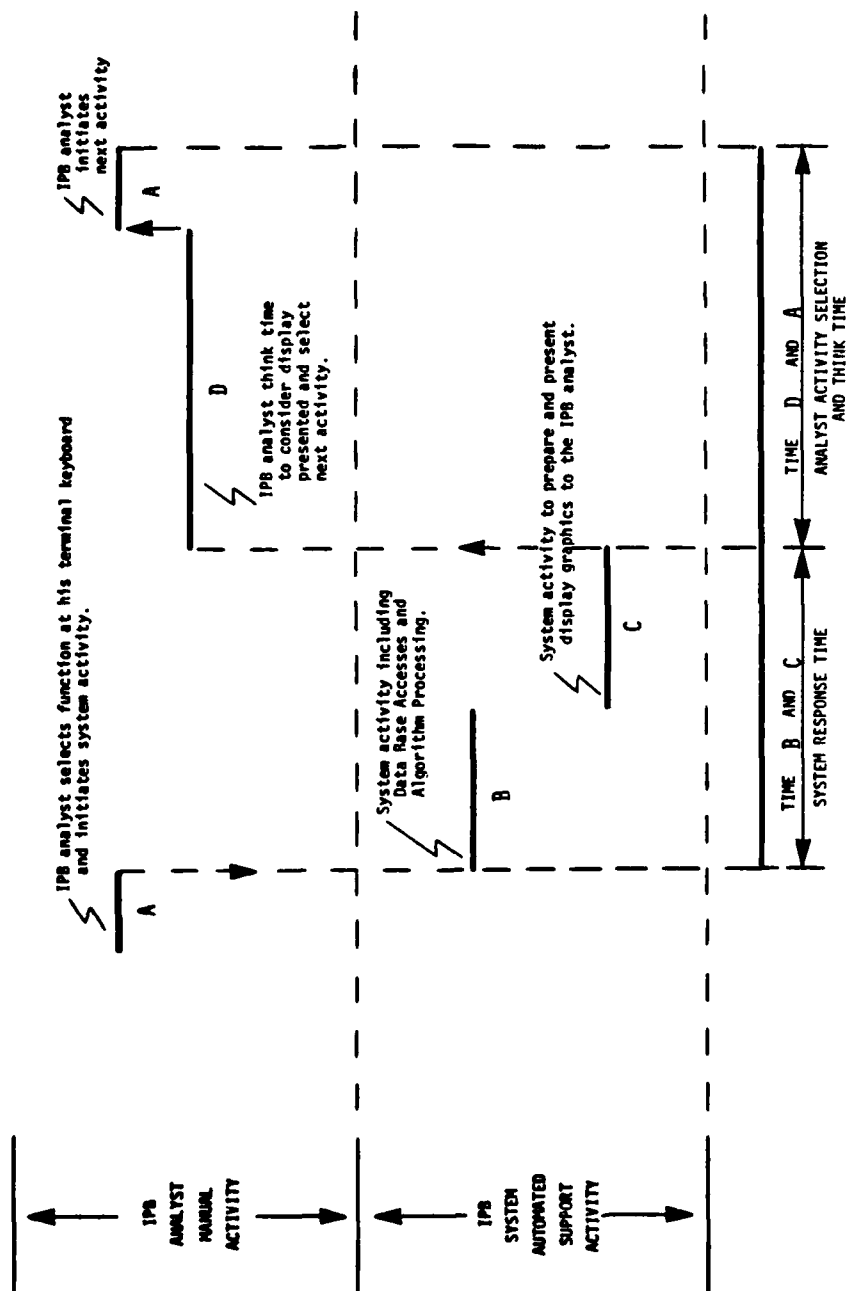 IPB analyst selects function at his terminal keyboard
and initiates system activity.
A
IPB analyst
initiates
next activity
A
D
IPB analyst think time
to consider display
presented and select
next activity.
IPB
ANALYST
MANUAL
ACTIVITY
System activity including
Data Base Accesses and
Algorithm Processing.
B
System activity to prepare and present
display graphics to the IPB analyst.
C
IPB
SYSTEM
AUTOMATED
SUPPORT
ACTIVITY
TIME B AND C
SYSTEM RESPONSE TIME
TIME D AND A
ANALYST ACTIVITY SELECTION
AND THINK TIME